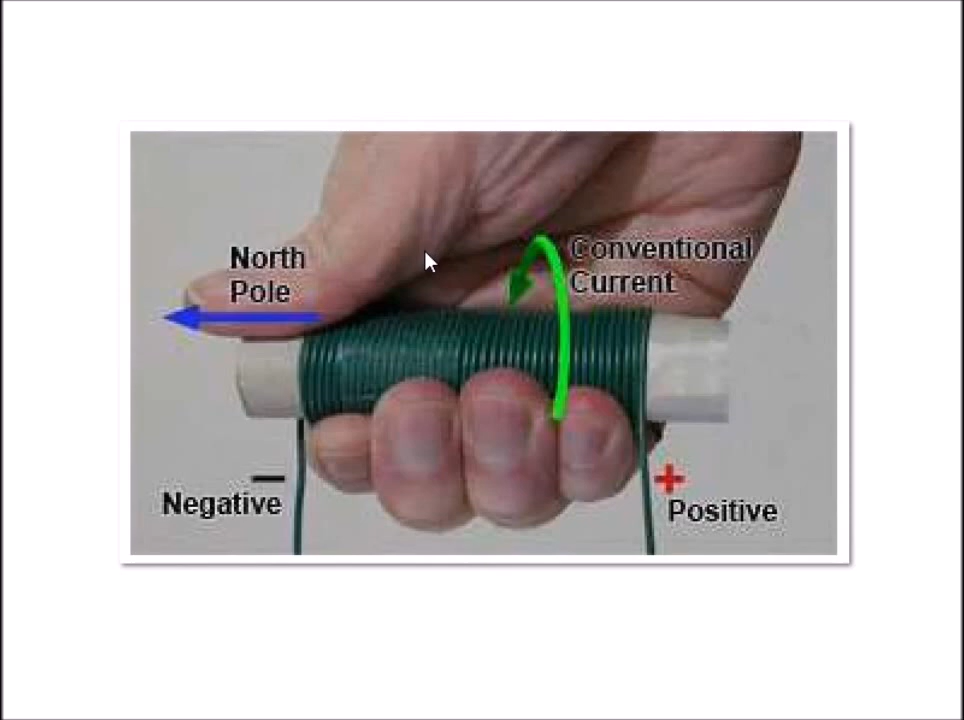 North
Pole
Conventional
Current
−
Negative
+
Positive